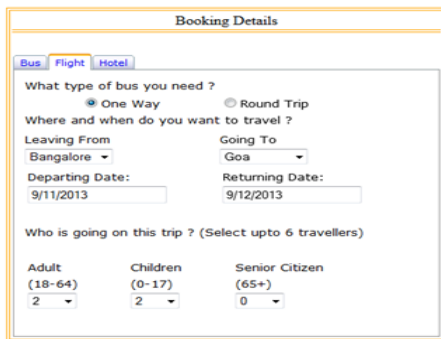 Booking Details
Bus Flight Hotel
What type of bus you need ?
One Way Round Trip
Where and when do you want to travel ?
Leaving From Going To
Bangalore Goa
Departing Date: Returning Date:
9/11/2013 9/12/2013
Who is going on this trip ? (Select upto 6 travellers)
Adult Children Senior Citizen
(18-64) (0-17) (65+)
2 2 0